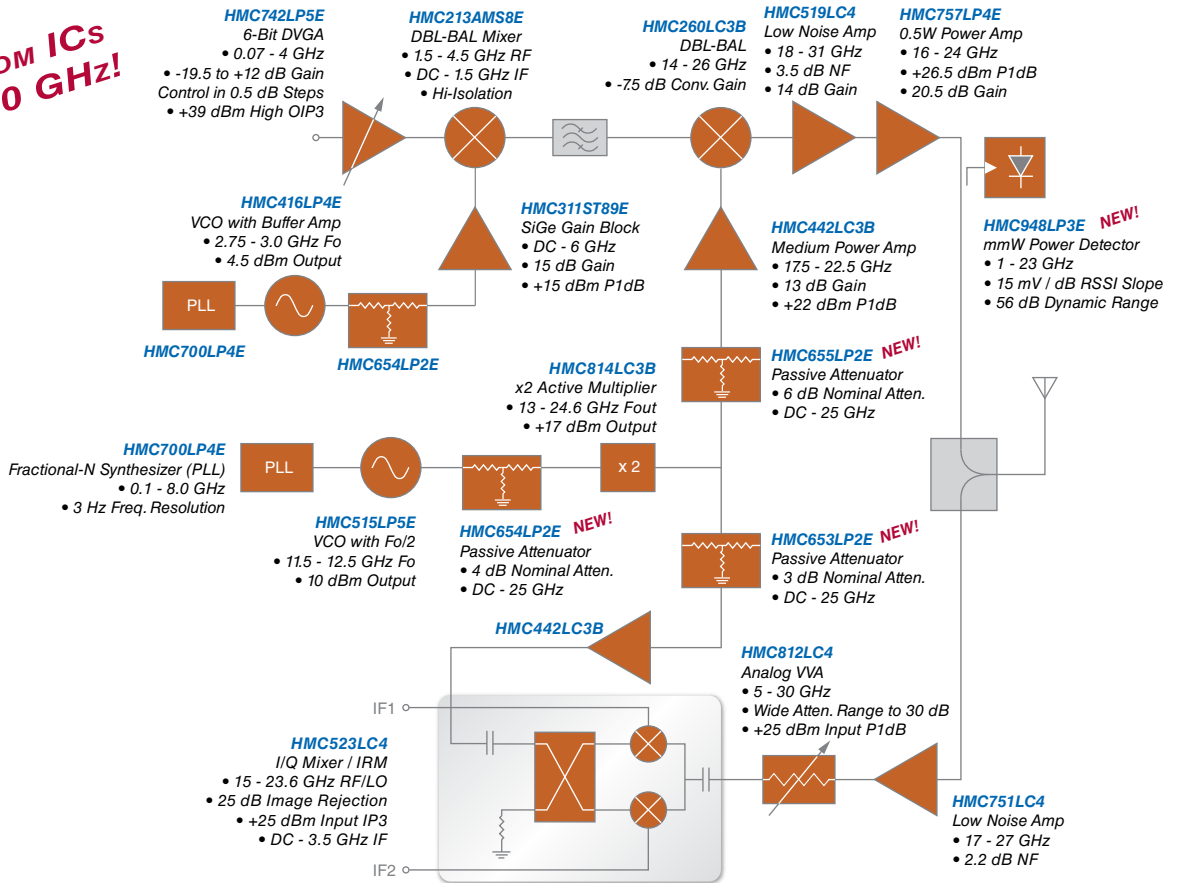 OM ICs
0 GHz!
HMC742LP5E
6-Bit DVGA
• 0.07 - 4 GHz
• -19.5 to +12 dB Gain
Control in 0.5 dB Steps
• +39 dBm High OIP3
HMC213AMS8E
DBL-BAL Mixer
• 1.5 - 4.5 GHz RF
• DC - 1.5 GHz IF
• Hi-Isolation
HMC260LC3B
DBL-BAL
• 14 - 26 GHz
• -7.5 dB Conv. Gain
HMC519LC4
Low Noise Amp
• 18 - 31 GHz
• 3.5 dB NF
• 14 dB Gain
HMC757LP4E
0.5W Power Amp
• 16 - 24 GHz
• +26.5 dBm P1dB
• 20.5 dB Gain
HMC416LP4E
VCO with Buffer Amp
• 2.75 - 3.0 GHz Fo
• 4.5 dBm Output
HMC311ST89E
SiGe Gain Block
• DC - 6 GHz
• 15 dB Gain
• +15 dBm P1dB
HMC442LC3B
Medium Power Amp
• 17.5 - 22.5 GHz
• 13 dB Gain
• +22 dBm P1dB
HMC948LP3E NEW!
mmW Power Detector
• 1 - 23 GHz
• 15 mV / dB RSSI Slope
• 56 dB Dynamic Range
PLL
HMC700LP4E
HMC654LP2E
HMC814LC3B
x2 Active Multiplier
• 13 - 24.6 GHz Fout
• +17 dBm Output
HMC655LP2E NEW!
Passive Attenuator
• 6 dB Nominal Atten.
• DC - 25 GHz
HMC700LP4E
Fractional-N Synthesizer (PLL)
• 0.1 - 8.0 GHz
• 3 Hz Freq. Resolution
PLL
x 2
HMC515LP5E
VCO with Fo/2
• 11.5 - 12.5 GHz Fo
• 10 dBm Output
HMC654LP2E NEW!
Passive Attenuator
• 4 dB Nominal Atten.
• DC - 25 GHz
HMC653LP2E NEW!
Passive Attenuator
• 3 dB Nominal Atten.
• DC - 25 GHz
HMC442LC3B
HMC812LC4
Analog VVA
• 5 - 30 GHz
• Wide Atten. Range to 30 dB
• +25 dBm Input P1dB
IF1
HMC523LC4
I/Q Mixer / IRM
• 15 - 23.6 GHz RF/LO
• 25 dB Image Rejection
• +25 dBm Input IP3
• DC - 3.5 GHz IF
IF2
HMC751LC4
Low Noise Amp
• 17 - 27 GHz
• 2.2 dB NF